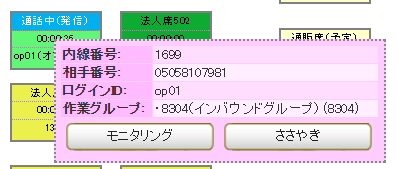 通話中(発信)
法人席502
00:00:00
通販席(予定)
op01(オ
法人
00:0
13
内線番号: 1699
相手番号: 05058107981
ログインID: op01
作業グループ: ・8304(インバウンドグループ) (8304)
モニタリング
ささやき